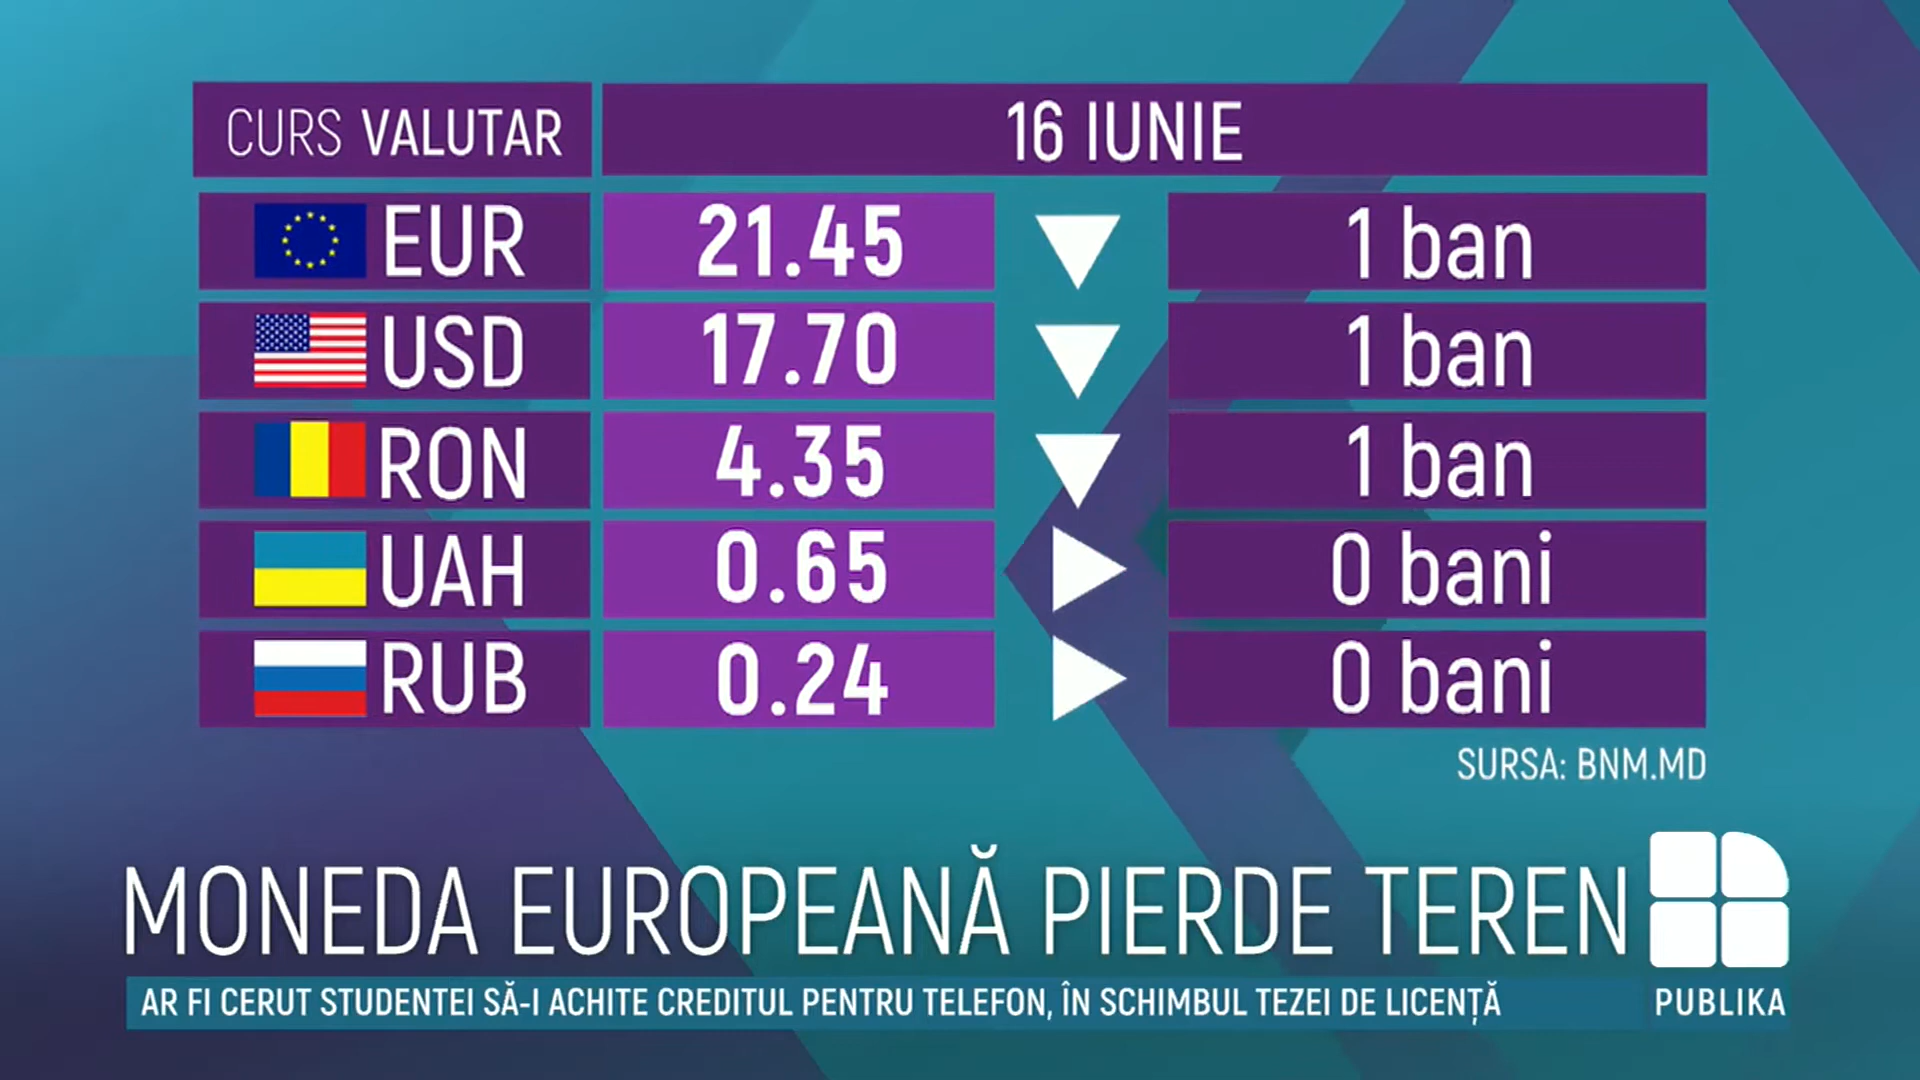 CURS VALUTAR 16 IUNIE
EUR 21.45 1 ban
USD 17.70 1 ban
RON 4.35 1 ban
UAH 0.65 0 bani
RUB 0.24 0 bani
SURSA: BNM.MD
MONEDA EUROPEANĂ PIERDE TEREN
AR FI CERUT STUDENTEI SĂ-I ACHITE CREDITUL PENTRU TELEFON, ÎN SCHIMBUL TEZEI DE LICENȚĂ
PUBLIKA